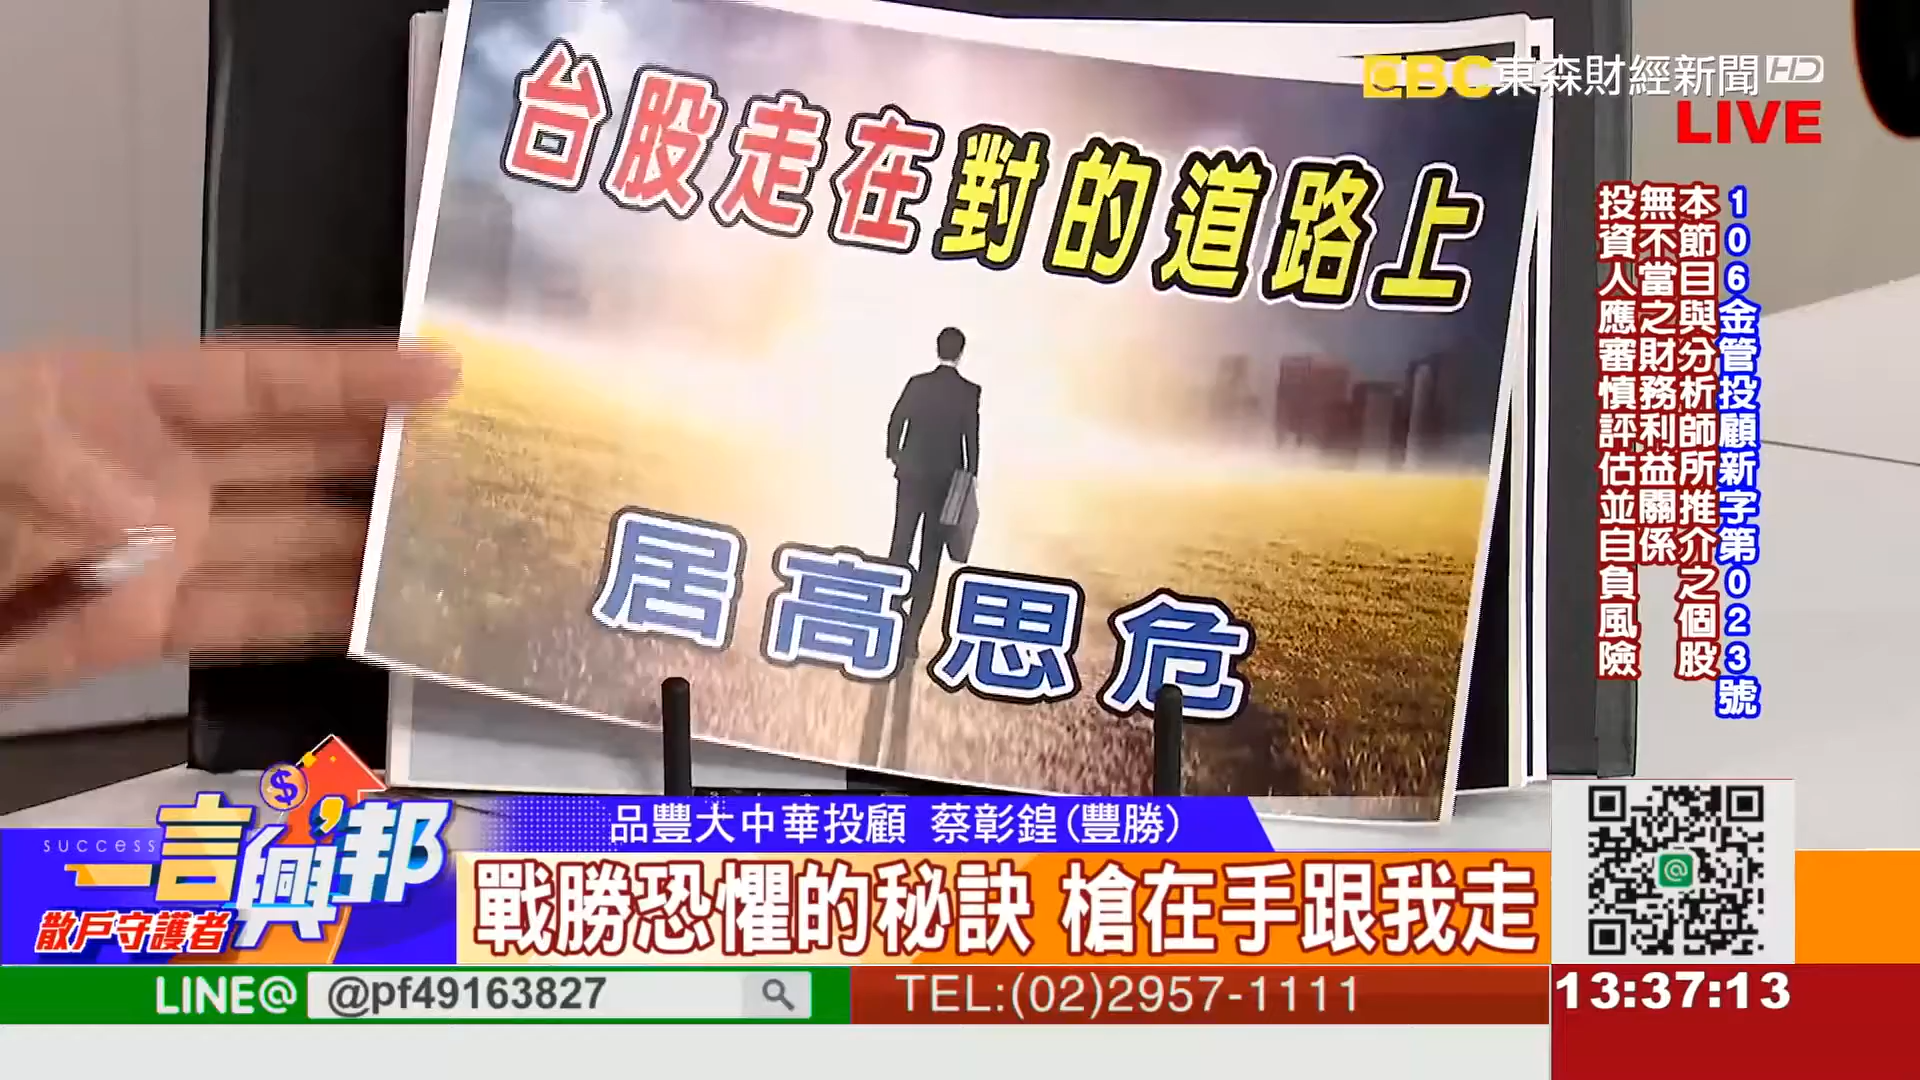 台股走在對的道路上
居高思危
EBC東森財經新聞HD
LIVE
106金管投顧新字第023號
本節目與分析師所推介之個股
無不當之財務利益關係
投資人應審慎評估並自負風險
品豐大中華投顧 蔡彰鍠(豐勝)
戰勝恐懼的秘訣 槍在手跟我走
success
一言興邦
散戶守護者
LINE@ @pf49163827
TEL:(02)2957-1111
13:37:13